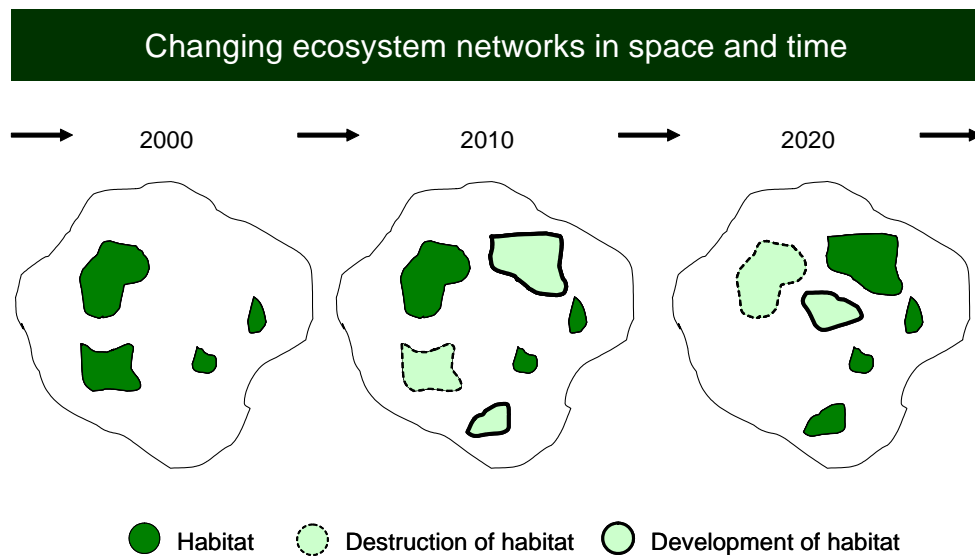 Changing ecosystem networks in space and time
2000
2010
2020
Habitat
Destruction of habitat
Development of habitat